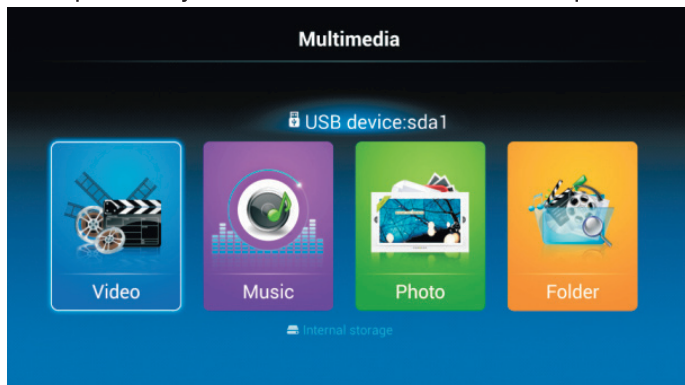 Multimedia
USB device:sda1
Video Music Photo Folder
Internal storage